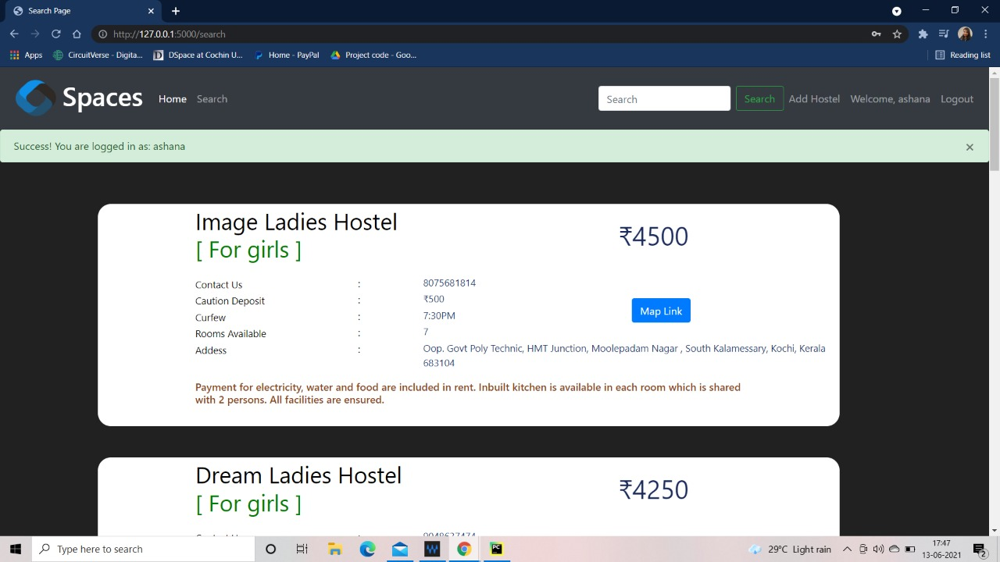 Search Page
http://127.0.0.1:5000/search
Apps CircuitVerse - Digita... DSpace at Cochin U... Home - PayPal Project code - Goo... Reading list
Spaces Home Search Search Search Add Hostel Welcome, ashana Logout
Success! You are logged in as: ashana ×
Image Ladies Hostel
₹4500
[ For girls ]
Contact Us : 8075681814
Caution Deposit : ₹500
Map Link
Curfew : 7:30PM
Rooms Available : 7
Addess : Oop. Govt Poly Technic, HMT Junction, Moolepadam Nagar , South Kalamessary, Kochi, Kerala
683104
Payment for electricity, water and food are included in rent. Inbuilt kitchen is available in each room which is shared
with 2 persons. All facilities are ensured.
Dream Ladies Hostel
₹4250
[ For girls ]
Type here to search
29°C Light rain
17:47
13-06-2021
2